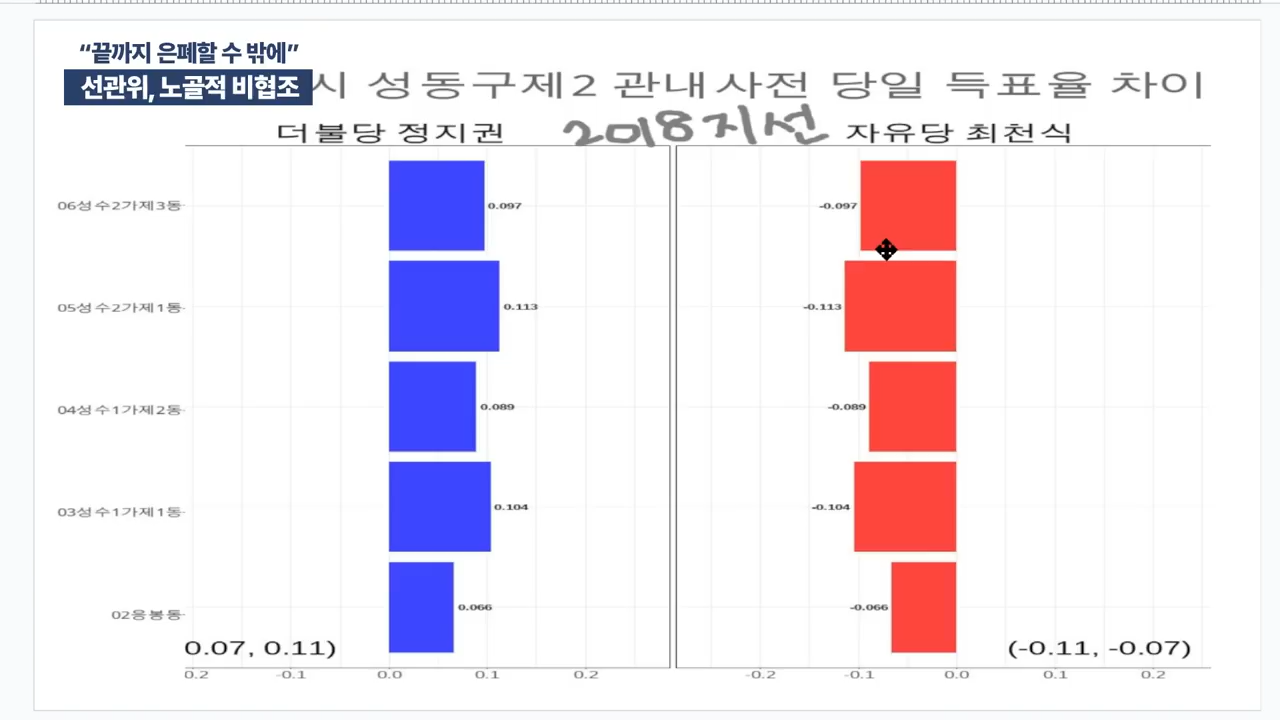 “끝까지 은폐할 수 밖에”
선관위, 노골적 비협조
시 성동구제2 관내사전 당일 득표율 차이
2018지선
더불당 정지권
자유당 최천식
06성수2가제3동
0.097
-0.097
05성수2가제1동
0.113
-0.113
04성수1가제2동
0.089
-0.089
03성수1가제1동
0.104
-0.104
02응봉동
0.066
-0.066
0.07, 0.11)
(-0.11, -0.07)
0.2 -0.1 0.0 0.1 0.2
-0.2 -0.1 0.0 0.1 0.2